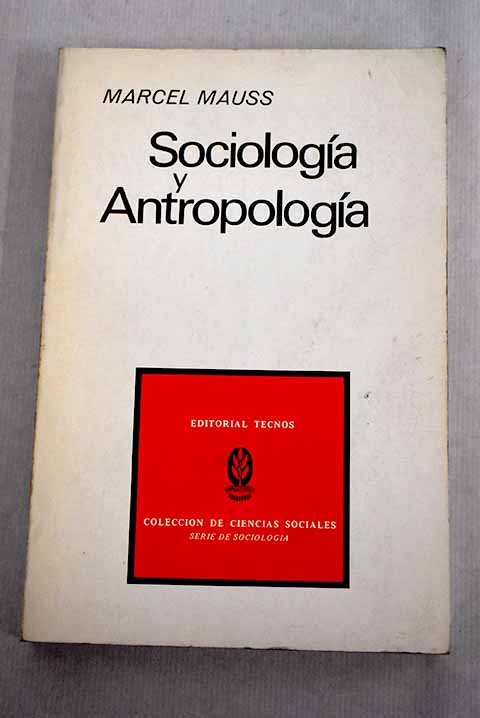 MARCEL MAUSS
Sociología
y
Antropología
EDITORIAL TECNOS
COLECCION DE CIENCIAS SOCIALES
SERIE DE SOCIOLOGIA